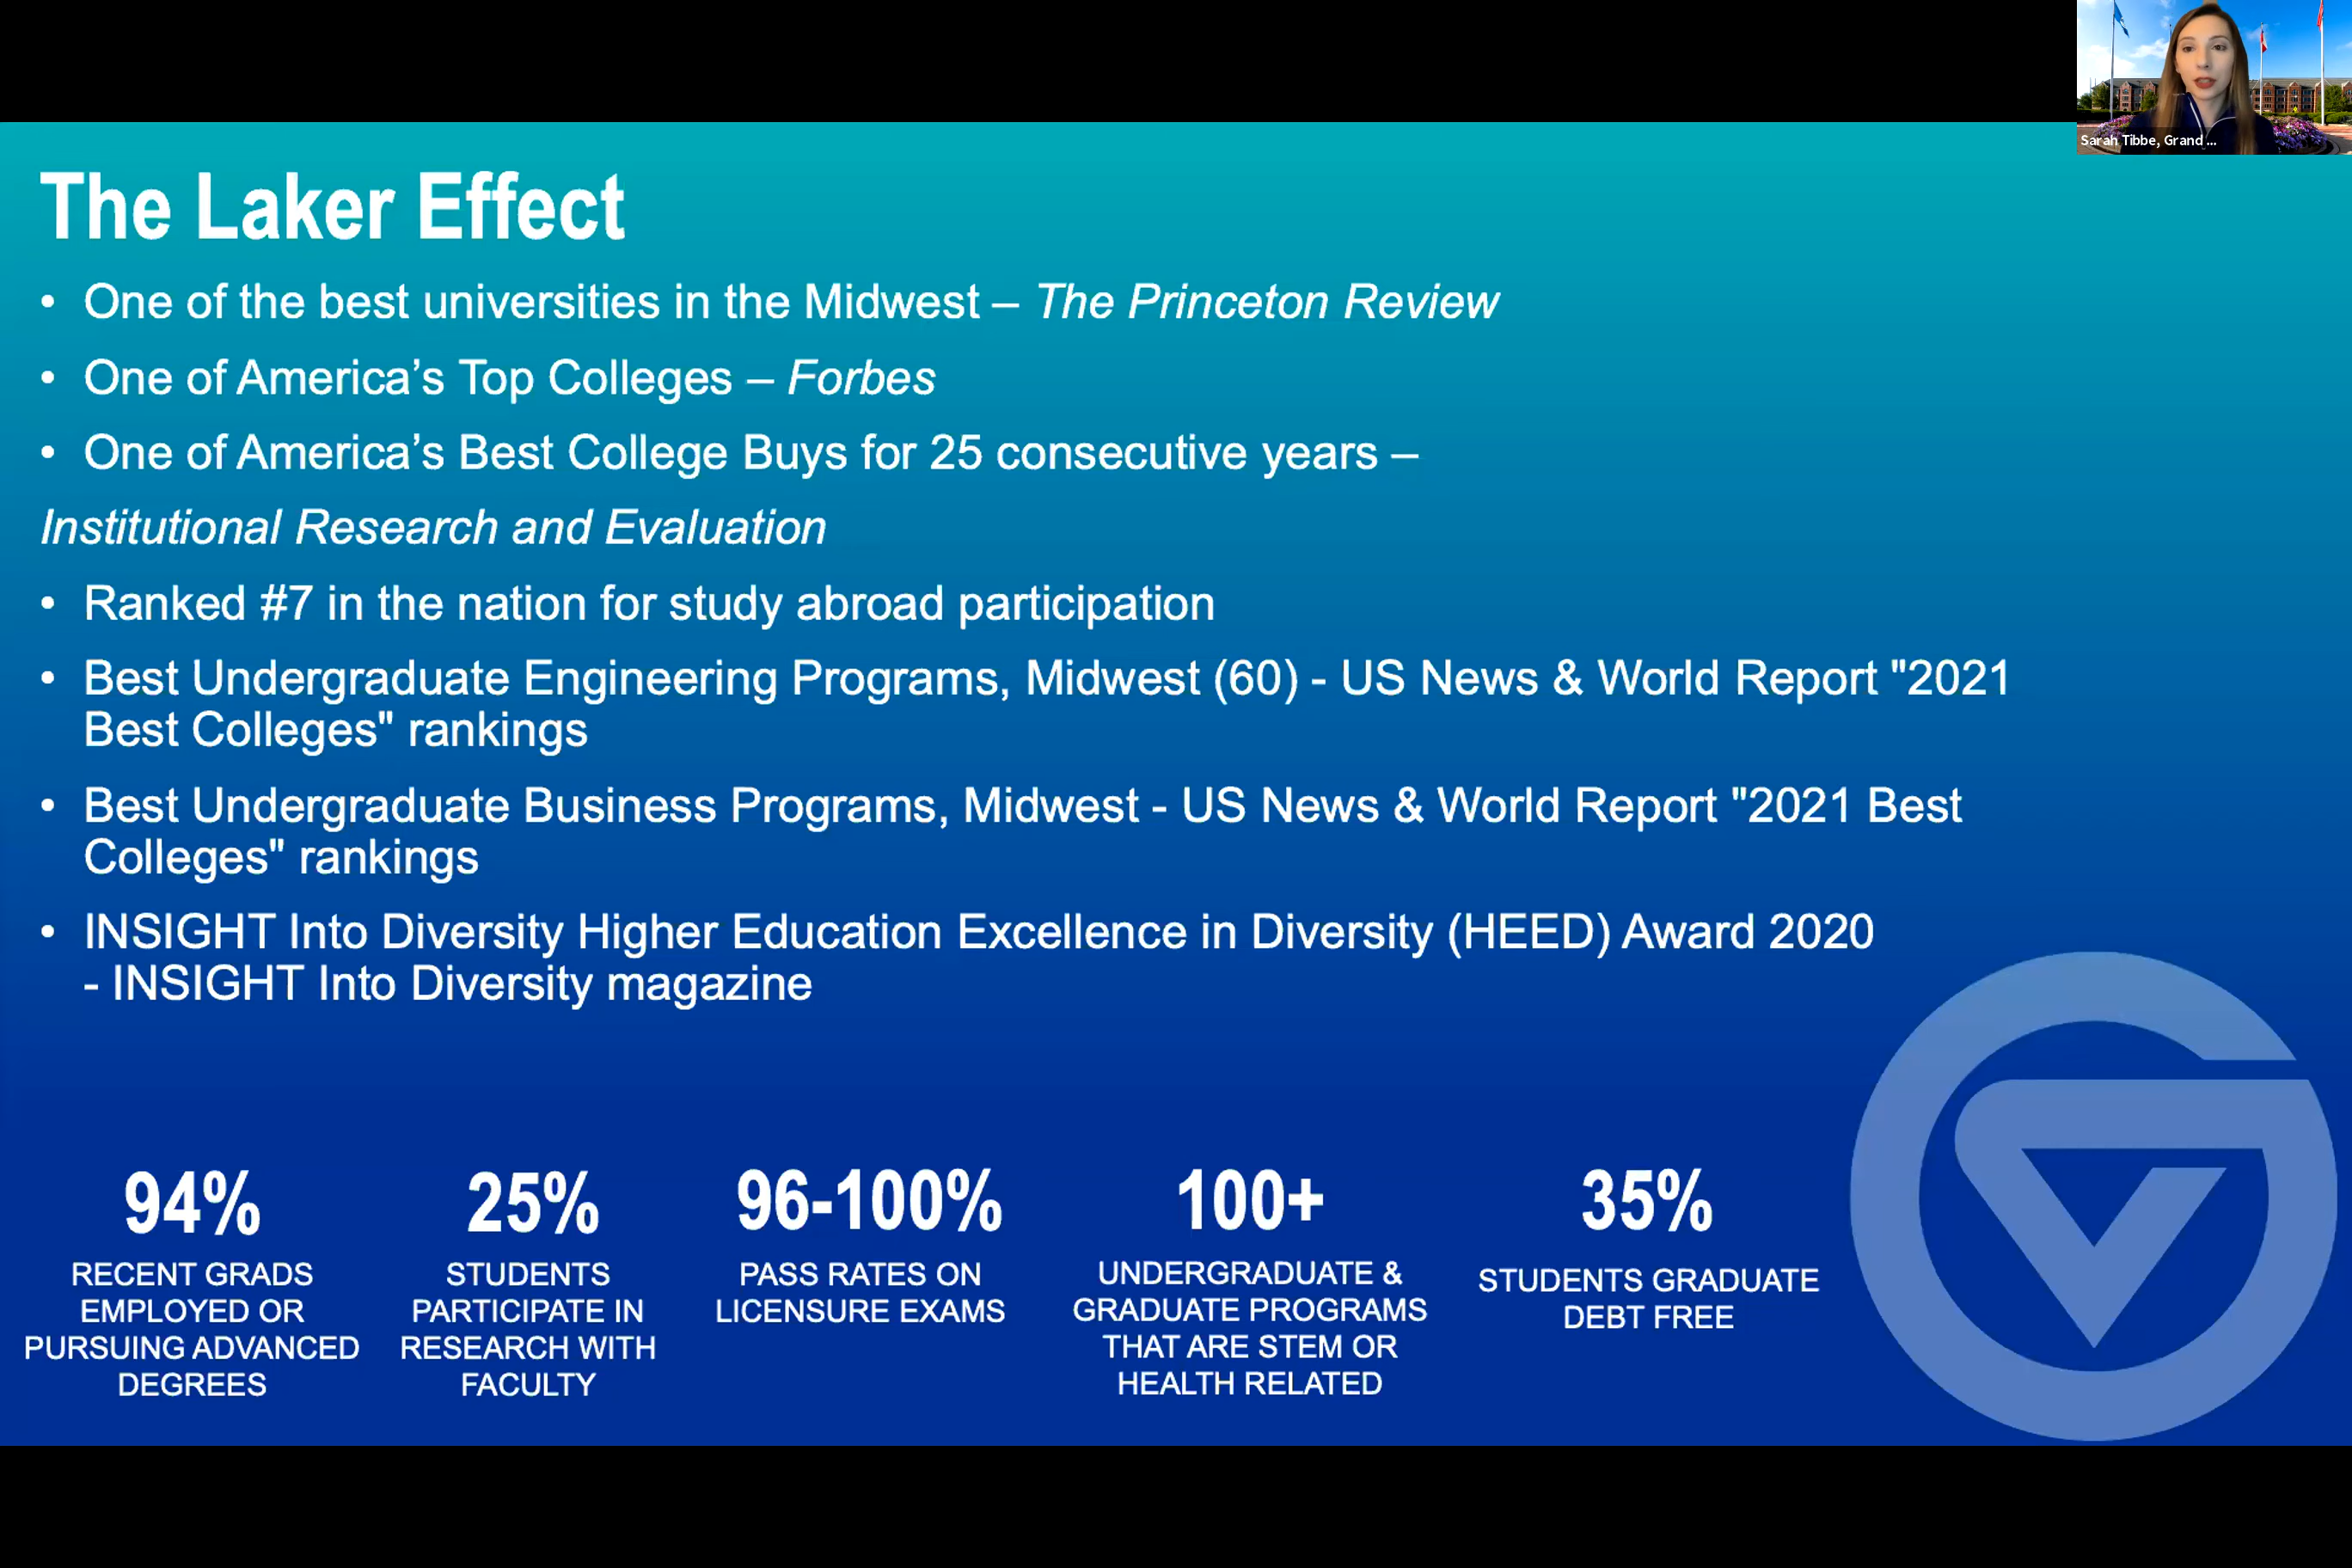 Sarah Tibbe, Grand ...
The Laker Effect
• One of the best universities in the Midwest – The Princeton Review
• One of America’s Top Colleges – Forbes
• One of America’s Best College Buys for 25 consecutive years –
Institutional Research and Evaluation
• Ranked #7 in the nation for study abroad participation
• Best Undergraduate Engineering Programs, Midwest (60) - US News & World Report "2021
Best Colleges" rankings
• Best Undergraduate Business Programs, Midwest - US News & World Report "2021 Best
Colleges" rankings
• INSIGHT Into Diversity Higher Education Excellence in Diversity (HEED) Award 2020
- INSIGHT Into Diversity magazine
94%
RECENT GRADS
EMPLOYED OR
PURSUING ADVANCED
DEGREES
25%
STUDENTS
PARTICIPATE IN
RESEARCH WITH
FACULTY
96-100%
PASS RATES ON
LICENSURE EXAMS
100+
UNDERGRADUATE &
GRADUATE PROGRAMS
THAT ARE STEM OR
HEALTH RELATED
35%
STUDENTS GRADUATE
DEBT FREE